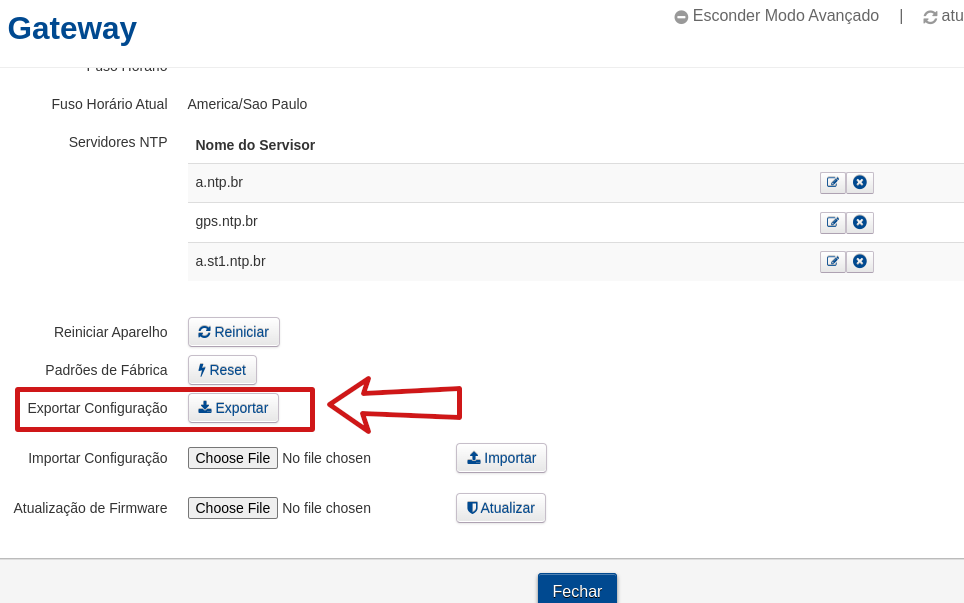 Gateway
Esconder Modo Avançado | atu
Fuso Horário
Fuso Horário Atual America/Sao Paulo
Servidores NTP Nome do Servisor
a.ntp.br
gps.ntp.br
a.st1.ntp.br
Reiniciar Aparelho Reiniciar
Padrões de Fábrica Reset
Exportar Configuração Exportar
Importar Configuração Choose File No file chosen Importar
Atualização de Firmware Choose File No file chosen Atualizar
Fechar